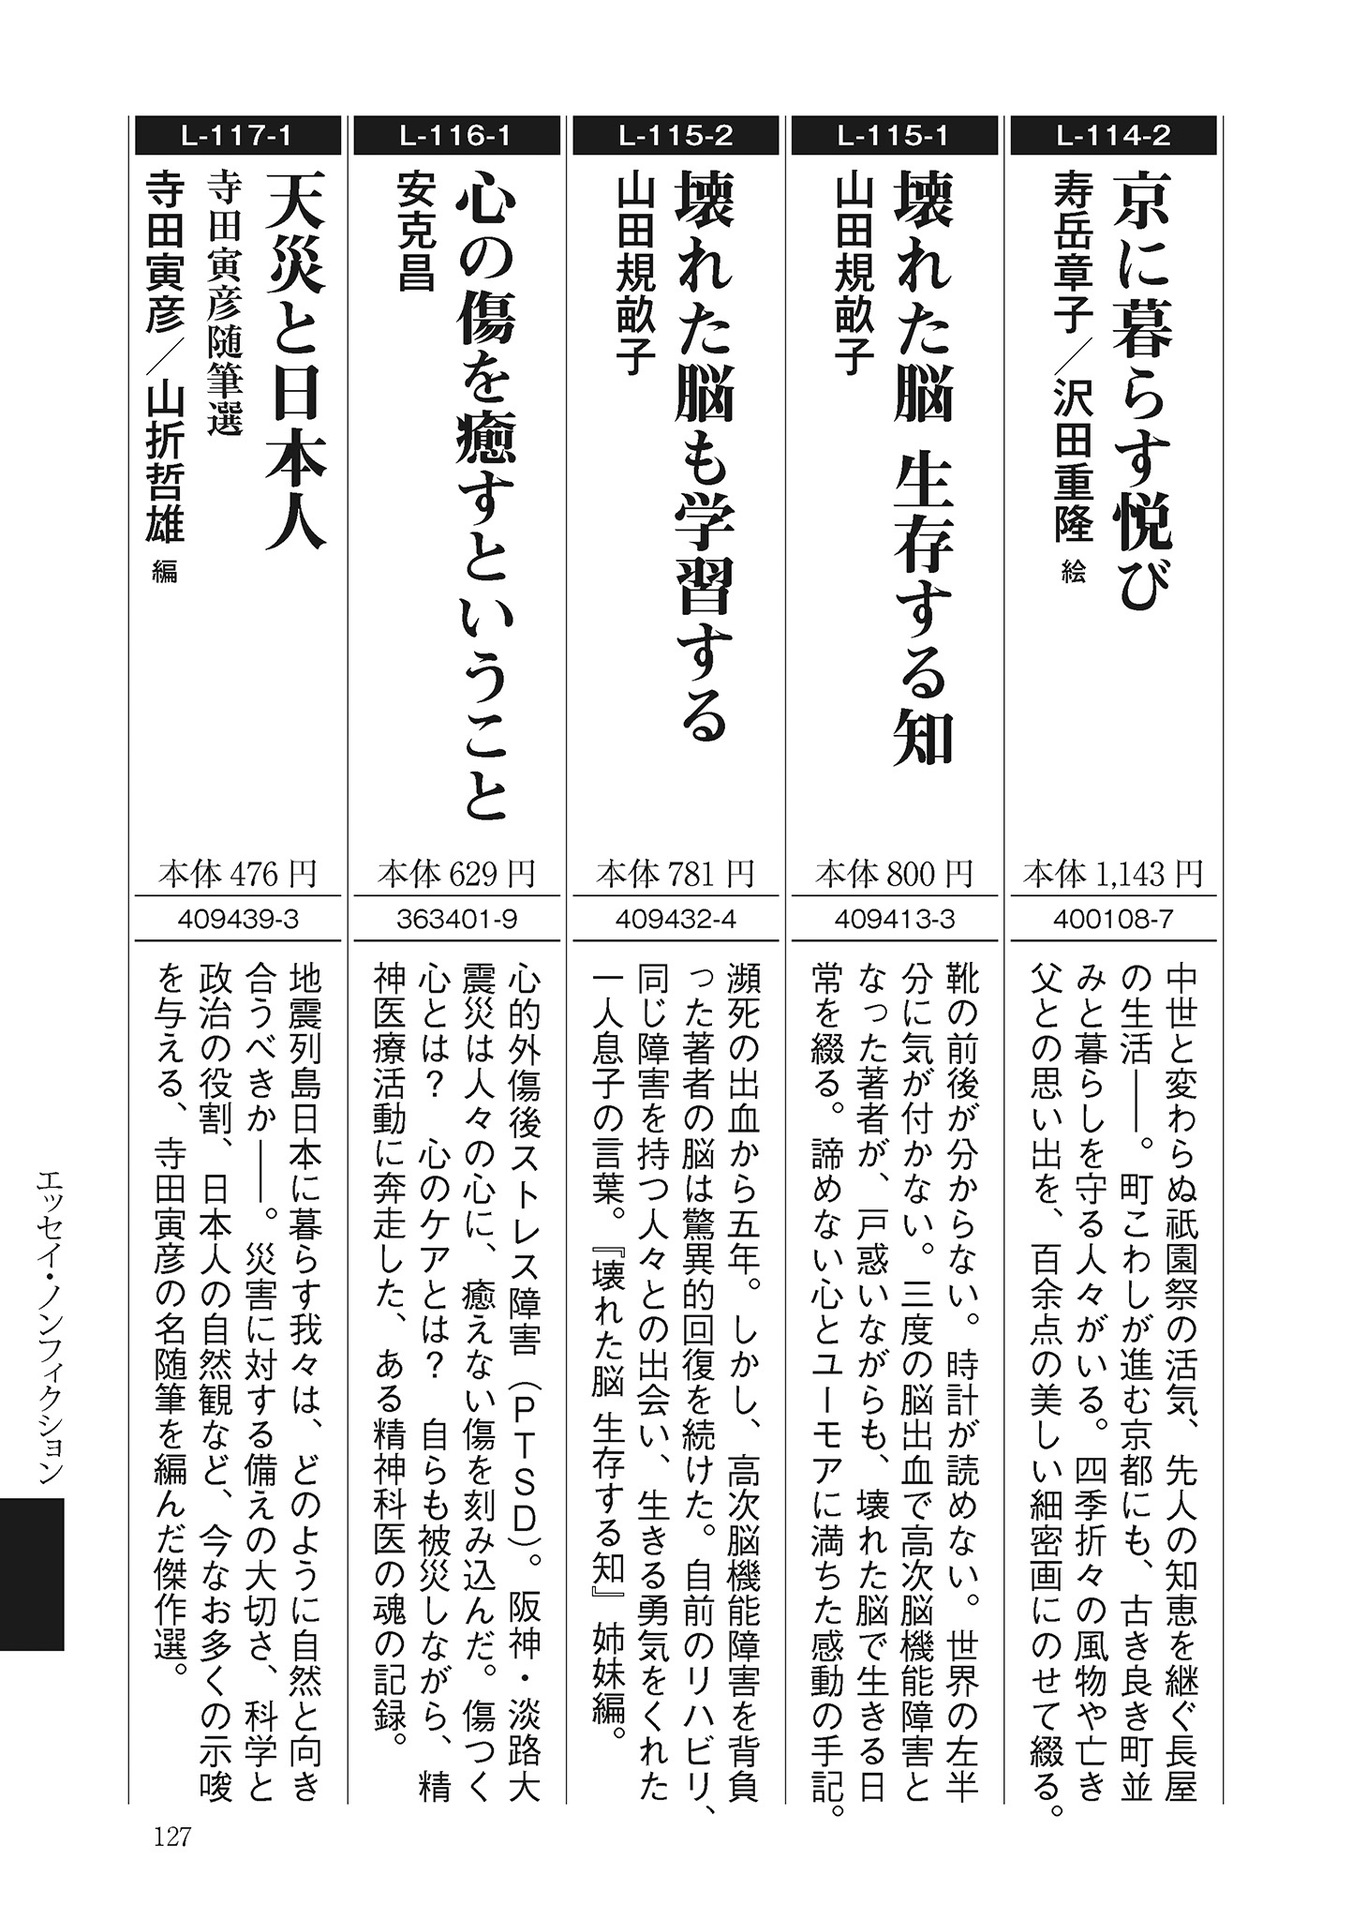 L-114-2
京に暮らす悦び
寿岳章子／沢田重隆 絵
本体 1,143 円
400108-7
中世と変わらぬ祇園祭の活気、先人の知恵を継ぐ長屋
の生活――。町こわしが進む京都にも、古き良き町並
みと暮らしを守る人々がいる。四季折々の風物や亡き
父との思い出を、百余点の美しい細密画にのせて綴る。
L-115-1
壊れた脳 生存する知
山田規畝子
本体 800 円
409413-3
靴の前後が分からない。時計が読めない。世界の左半
分に気が付かない。三度の脳出血で高次脳機能障害と
なった著者が、戸惑いながらも、壊れた脳で生きる日
常を綴る。諦めない心とユーモアに満ちた感動の手記。
L-115-2
壊れた脳も学習する
山田規畝子
本体 781 円
409432-4
瀕死の出血から五年。しかし、高次脳機能障害を背負
った著者の脳は驚異的回復を続けた。自前のリハビリ、
同じ障害を持つ人々との出会い、生きる勇気をくれた
一人息子の言葉。『壊れた脳 生存する知』姉妹編。
L-116-1
心の傷を癒すということ
安克昌
本体 629 円
363401-9
心的外傷後ストレス障害（PTSD）。阪神・淡路大
震災は人々の心に、癒えない傷を刻み込んだ。傷つく
心とは？ 心のケアとは？ 自らも被災しながら、精
神医療活動に奔走した、ある精神科医の魂の記録。
L-117-1
天災と日本人
寺田寅彦随筆選
寺田寅彦／山折哲雄 編
本体 476 円
409439-3
地震列島日本に暮らす我々は、どのように自然と向き
合うべきか――。災害に対する備えの大切さ、科学と
政治の役割、日本人の自然観など、今なお多くの示唆
を与える、寺田寅彦の名随筆を編んだ傑作選。
エッセイ・ノンフィクション
127